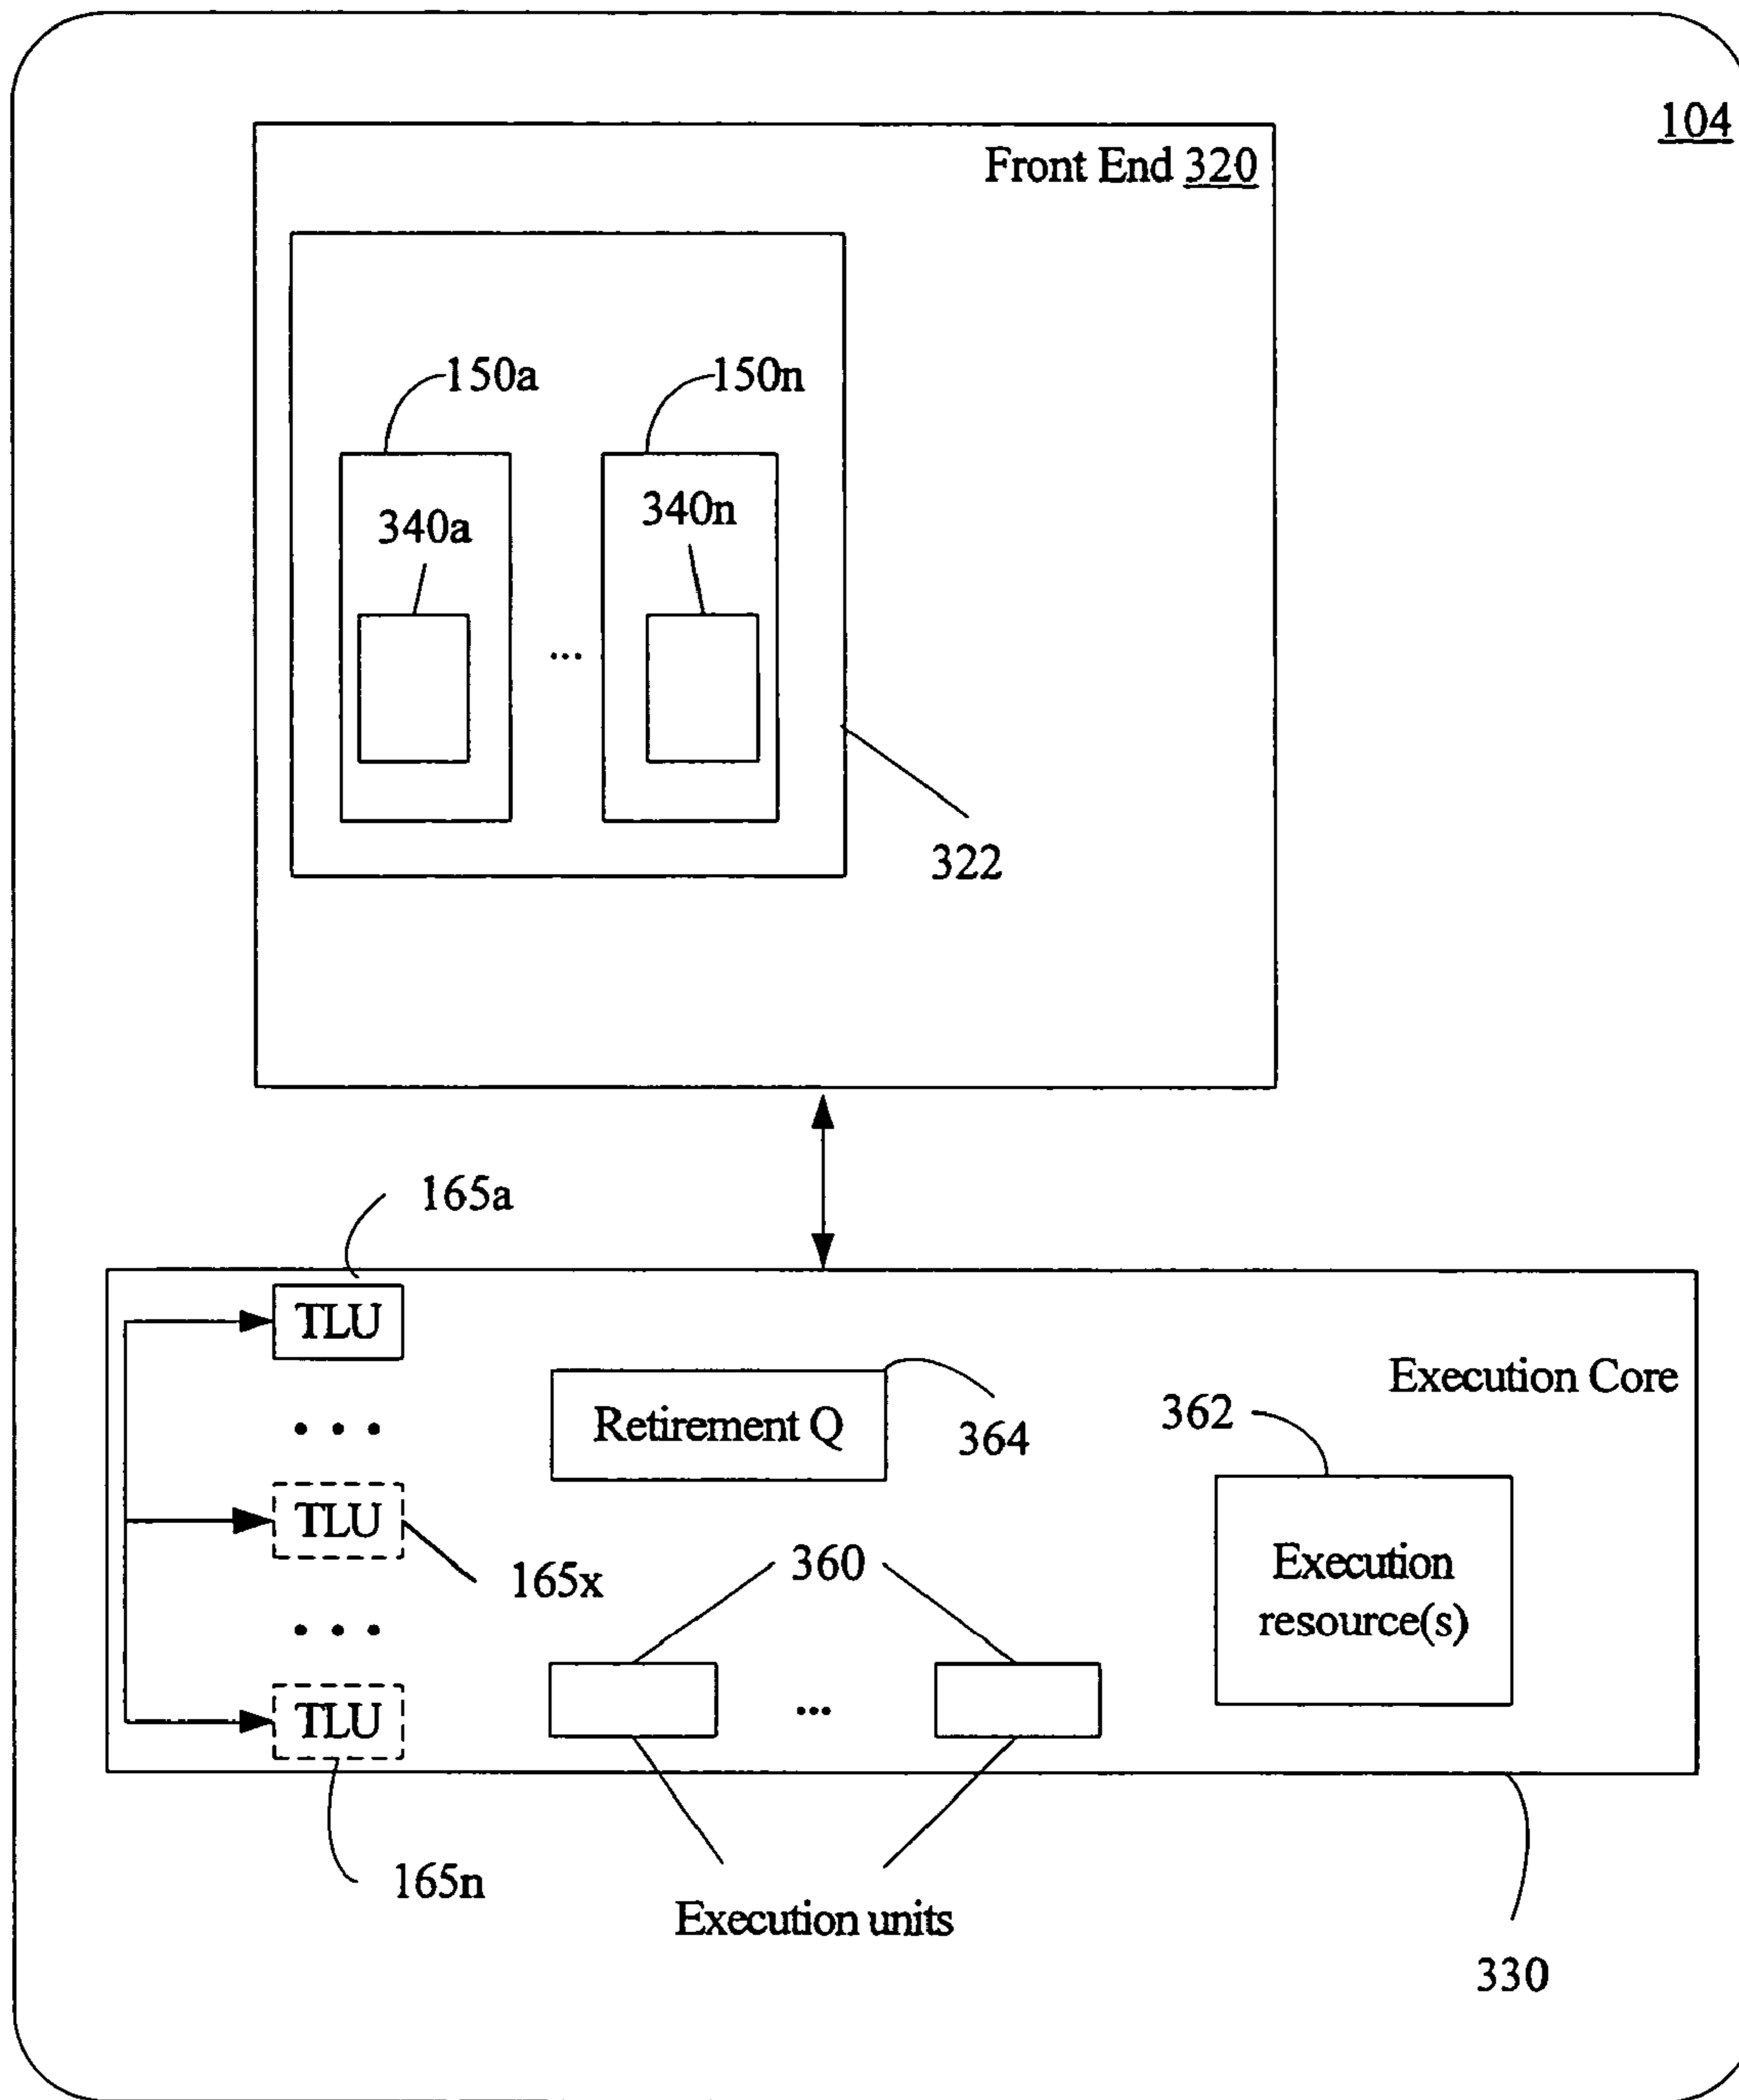 104
Front End 320
150a
150n
340a
340n
...
322
165a
TLU
Execution Core
Retirement Q
364
362
TLU
165x
360
Execution
resource(s)
TLU
...
165n
Execution units
330